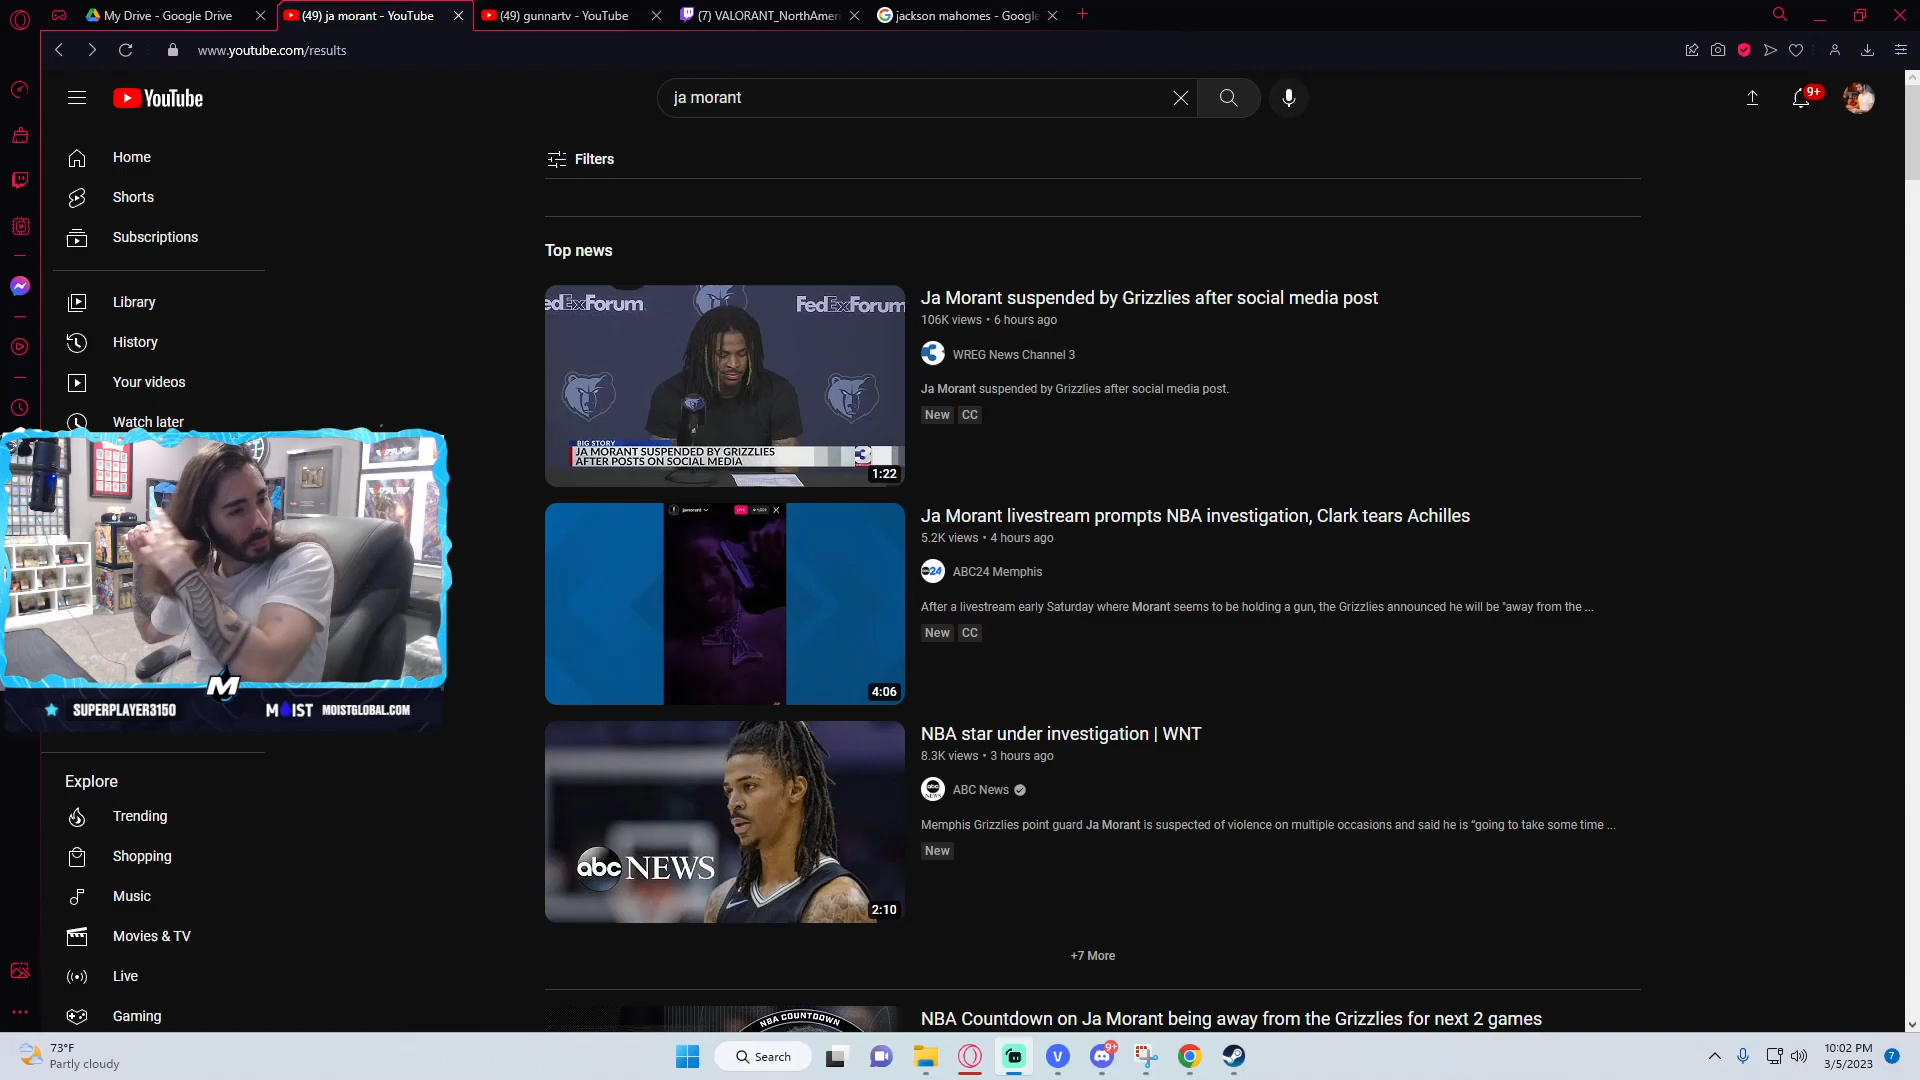 My Drive - Google Drive
(49) ja morant - YouTube
(49) gunnartv - YouTube
(7) VALORANT_NorthAmeri
jackson mahomes - Google
www.youtube.com/results
YouTube
ja morant
9+
Home
Shorts
Subscriptions
Library
History
Your videos
Watch later
Filters
Top news
FedExForum.
FedExForum
BIG STORY
JA MORANT SUSPENDED BY GRIZZLIES
AFTER POSTS ON SOCIAL MEDIA
3
1:22
Ja Morant suspended by Grizzlies after social media post
106K views • 6 hours ago
WREG News Channel 3
Ja Morant suspended by Grizzlies after social media post.
New CC
4:06
Ja Morant livestream prompts NBA investigation, Clark tears Achilles
5.2K views • 4 hours ago
ABC24 Memphis
After a livestream early Saturday where Morant seems to be holding a gun, the Grizzlies announced he will be "away from the ...
New CC
abc NEWS
2:10
NBA star under investigation | WNT
8.3K views • 3 hours ago
ABC News
Memphis Grizzlies point guard Ja Morant is suspected of violence on multiple occasions and said he is “going to take some time ...
New
+7 More
NBA COUNTDOWN
NBA Countdown on Ja Morant being away from the Grizzlies for next 2 games
M
SUPERPLAYER3150
MOIST MOISTGLOBAL.COM
Explore
Trending
Shopping
Music
Movies & TV
Live
Gaming
73°F
Partly cloudy
Search
9+
10:02 PM
3/5/2023
7